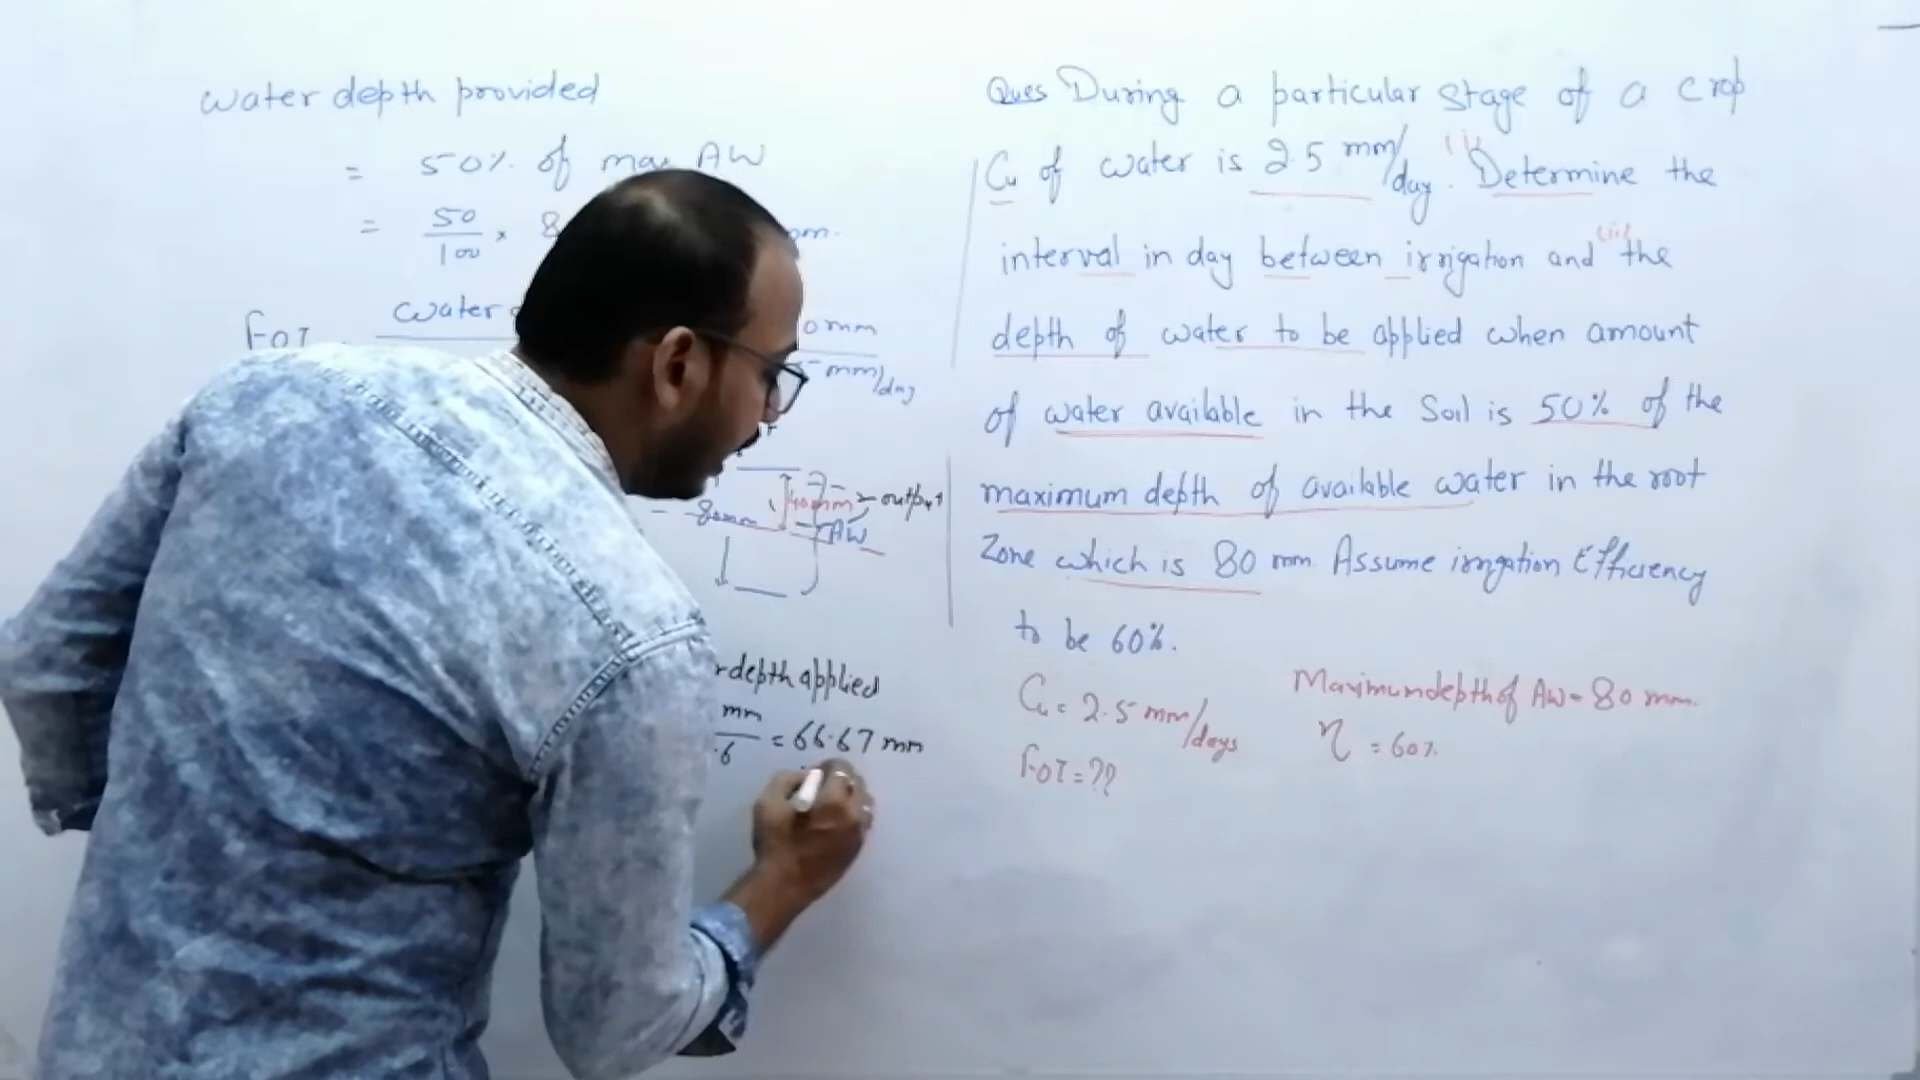 water depth provided
= 50% of max AW
= 50/100 × 8 mm.
water
FOI 0 mm
mm/day
80mm 40mm output
AW
depth applied
mm
.6 = 66.67 mm
Ques During a particular stage of a crop
Cu of water is 2.5 mm/day. (i) Determine the
interval in day between irrigation and (ii) the
depth of water to be applied when amount
of water available in the Soil is 50% of the
maximum depth of available water in the root
Zone which is 80 mm. Assume irrigation Efficiency
to be 60%.
Cu = 2.5 mm/days
Maximum depth of AW = 80 mm.
η = 60%.
FOI = ??